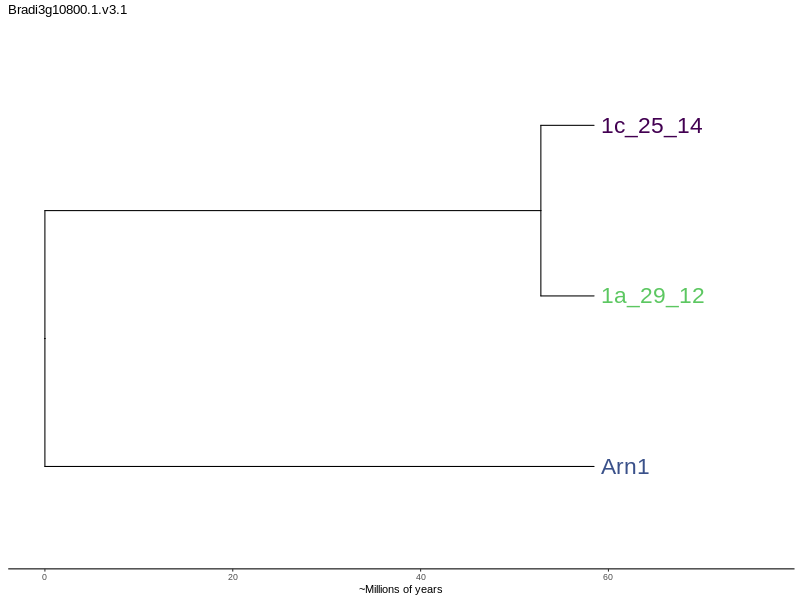 Bradi3g10800.1.v3.1
1c_25_14
1a_29_12
Arn1
0 20 40 60
~Millions of years